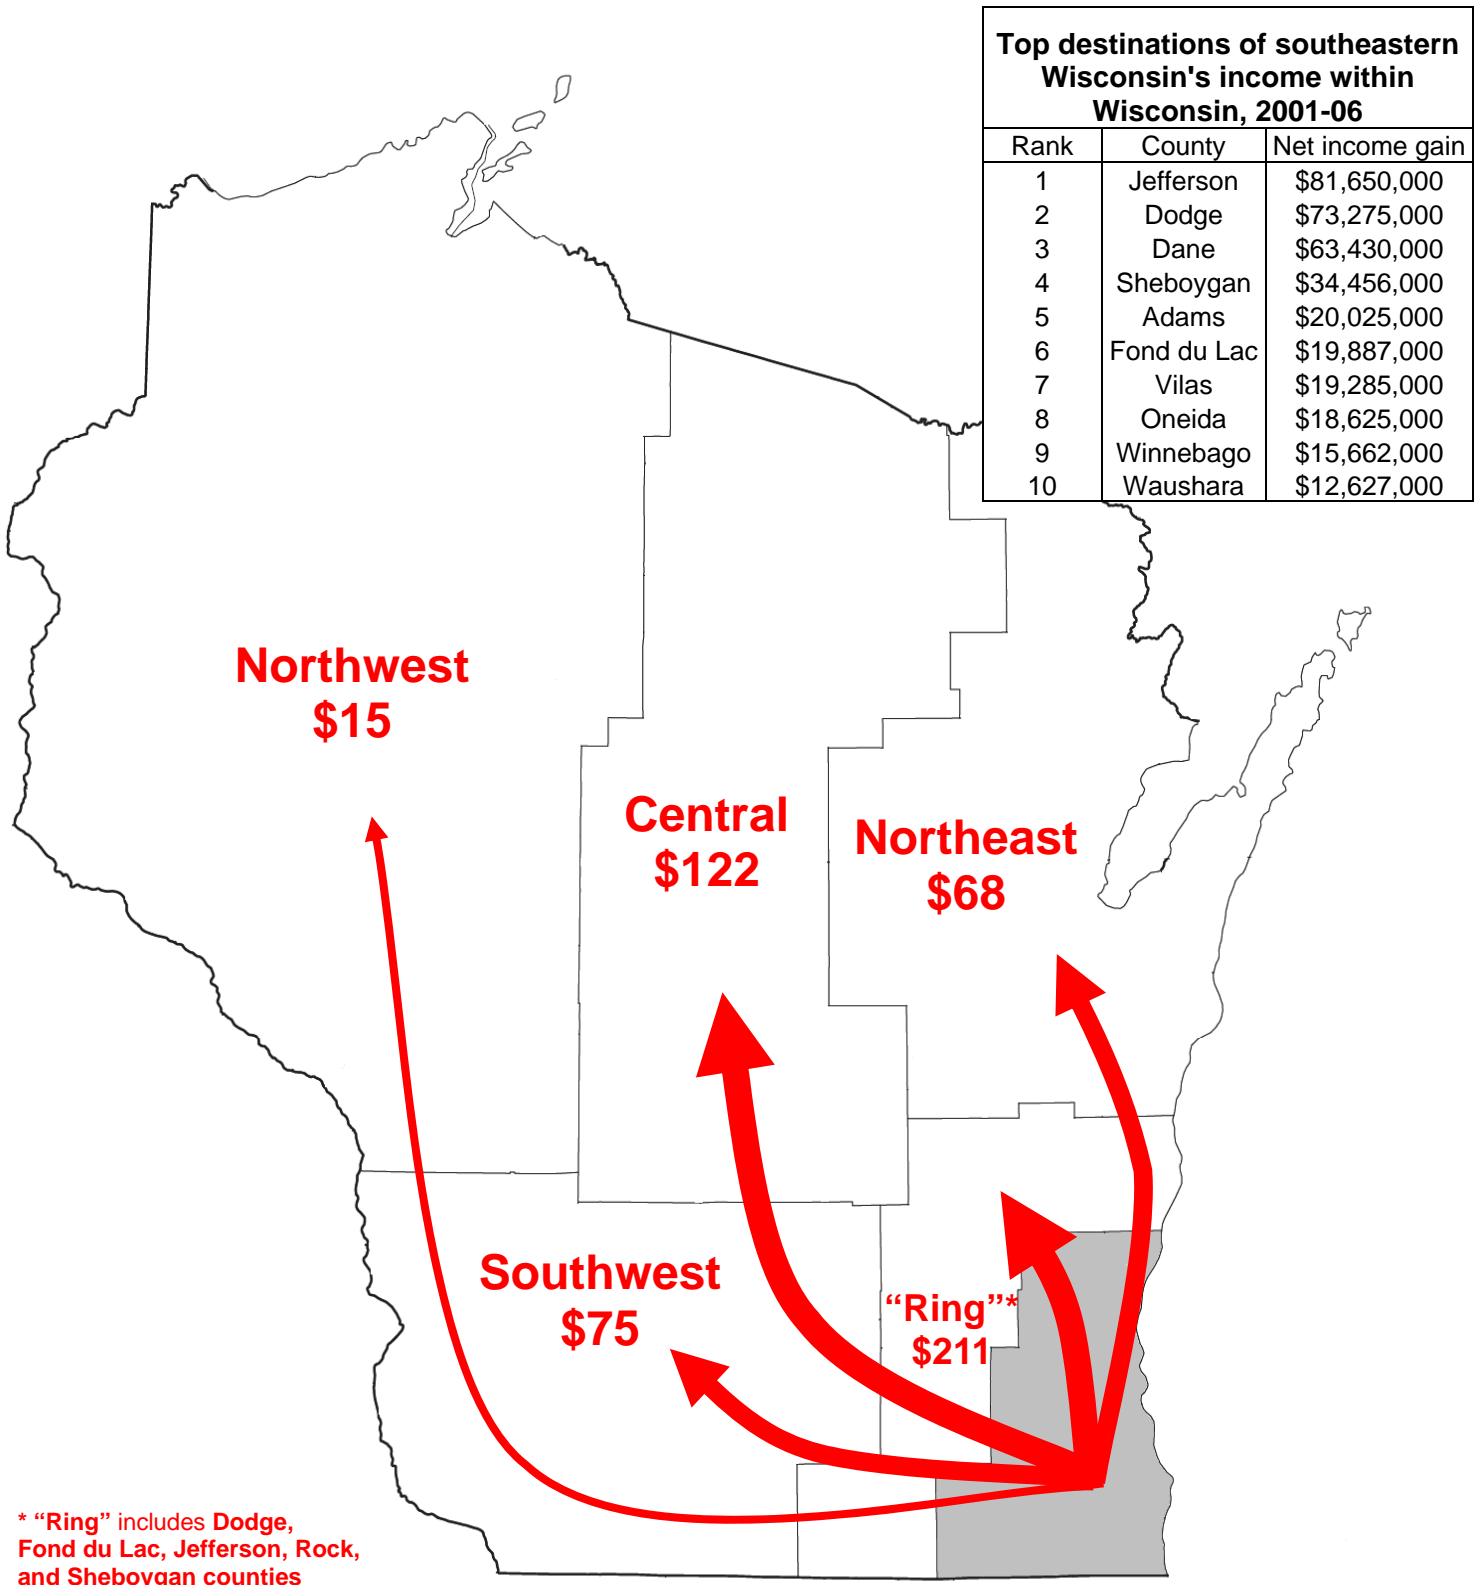 Top destinations of southeastern
Wisconsin's income within
Wisconsin, 2001-06
Rank County Net income gain
1 Jefferson $81,650,000
2 Dodge $73,275,000
3 Dane $63,430,000
4 Sheboygan $34,456,000
5 Adams $20,025,000
6 Fond du Lac $19,887,000
7 Vilas $19,285,000
8 Oneida $18,625,000
9 Winnebago $15,662,000
10 Waushara $12,627,000
Northwest
$15
Central
$122
Northeast
$68
Southwest
$75
“Ring”*
$211
* “Ring” includes Dodge,
Fond du Lac, Jefferson, Rock,
and Sheboygan counties